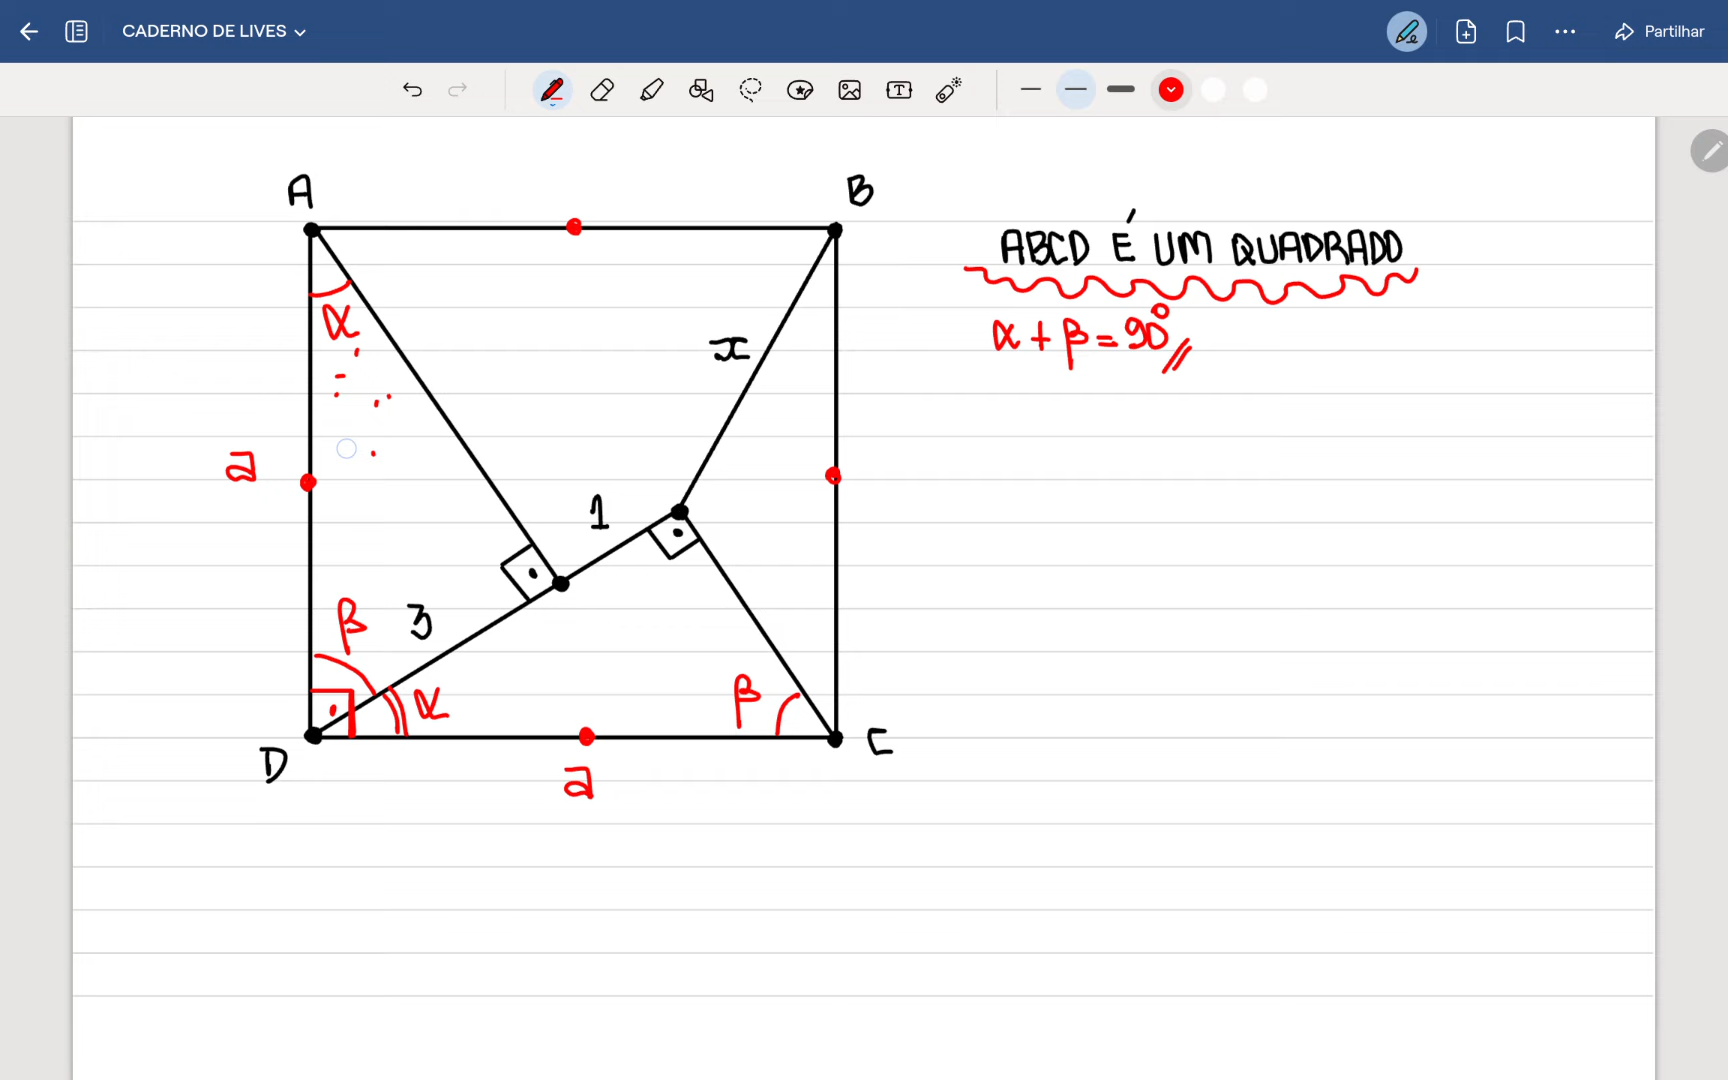 CADERNO DE LIVES
Partilhar
A
B
ABCD É UM QUADRADO
α
α + β = 90°
x
a
1
β
3
α
β
D
C
a